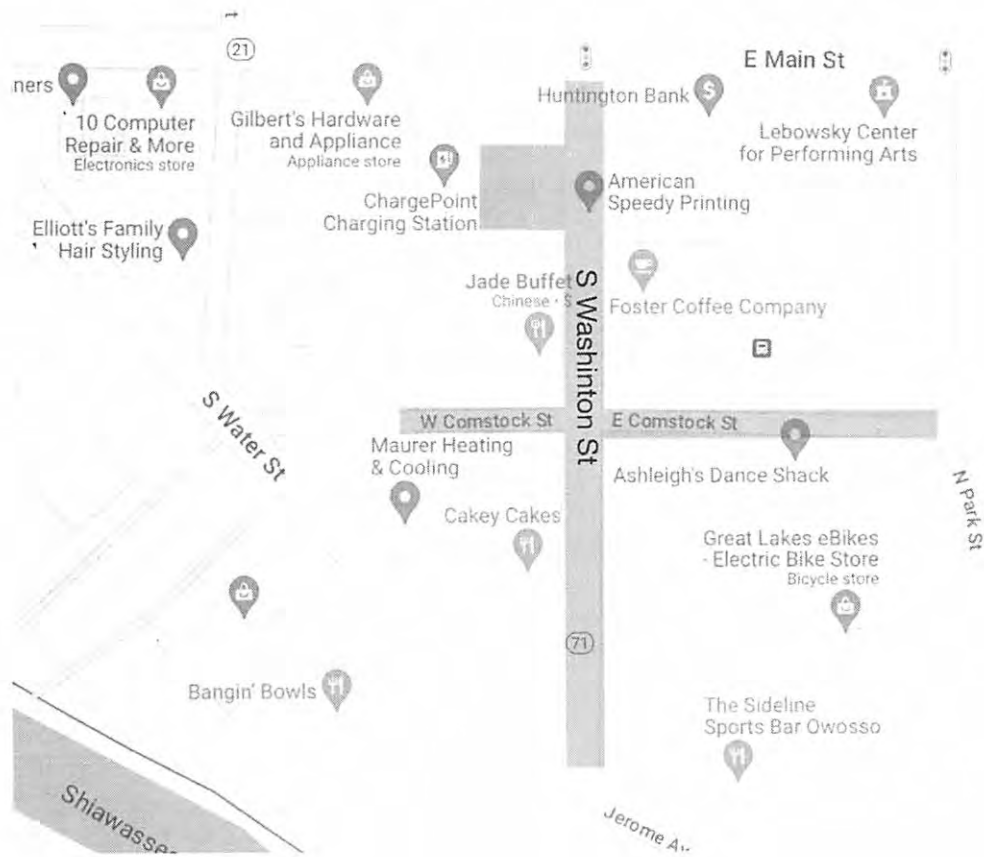 21
E Main St
ners
Huntington Bank
10 Computer
Repair & More
Electronics store
Gilbert's Hardware
and Appliance
Appliance store
Lebowsky Center
for Performing Arts
ChargePoint
Charging Station
American
Speedy Printing
Elliott's Family
Hair Styling
Jade Buffet
Chinese · $
Foster Coffee Company
S Washinton St
S Water St
W Comstock St
E Comstock St
Maurer Heating
& Cooling
Ashleigh's Dance Shack
N Park St
Cakey Cakes
Great Lakes eBikes
- Electric Bike Store
Bicycle store
71
Bangin' Bowls
The Sideline
Sports Bar Owosso
Shiawasse
Jerome Av